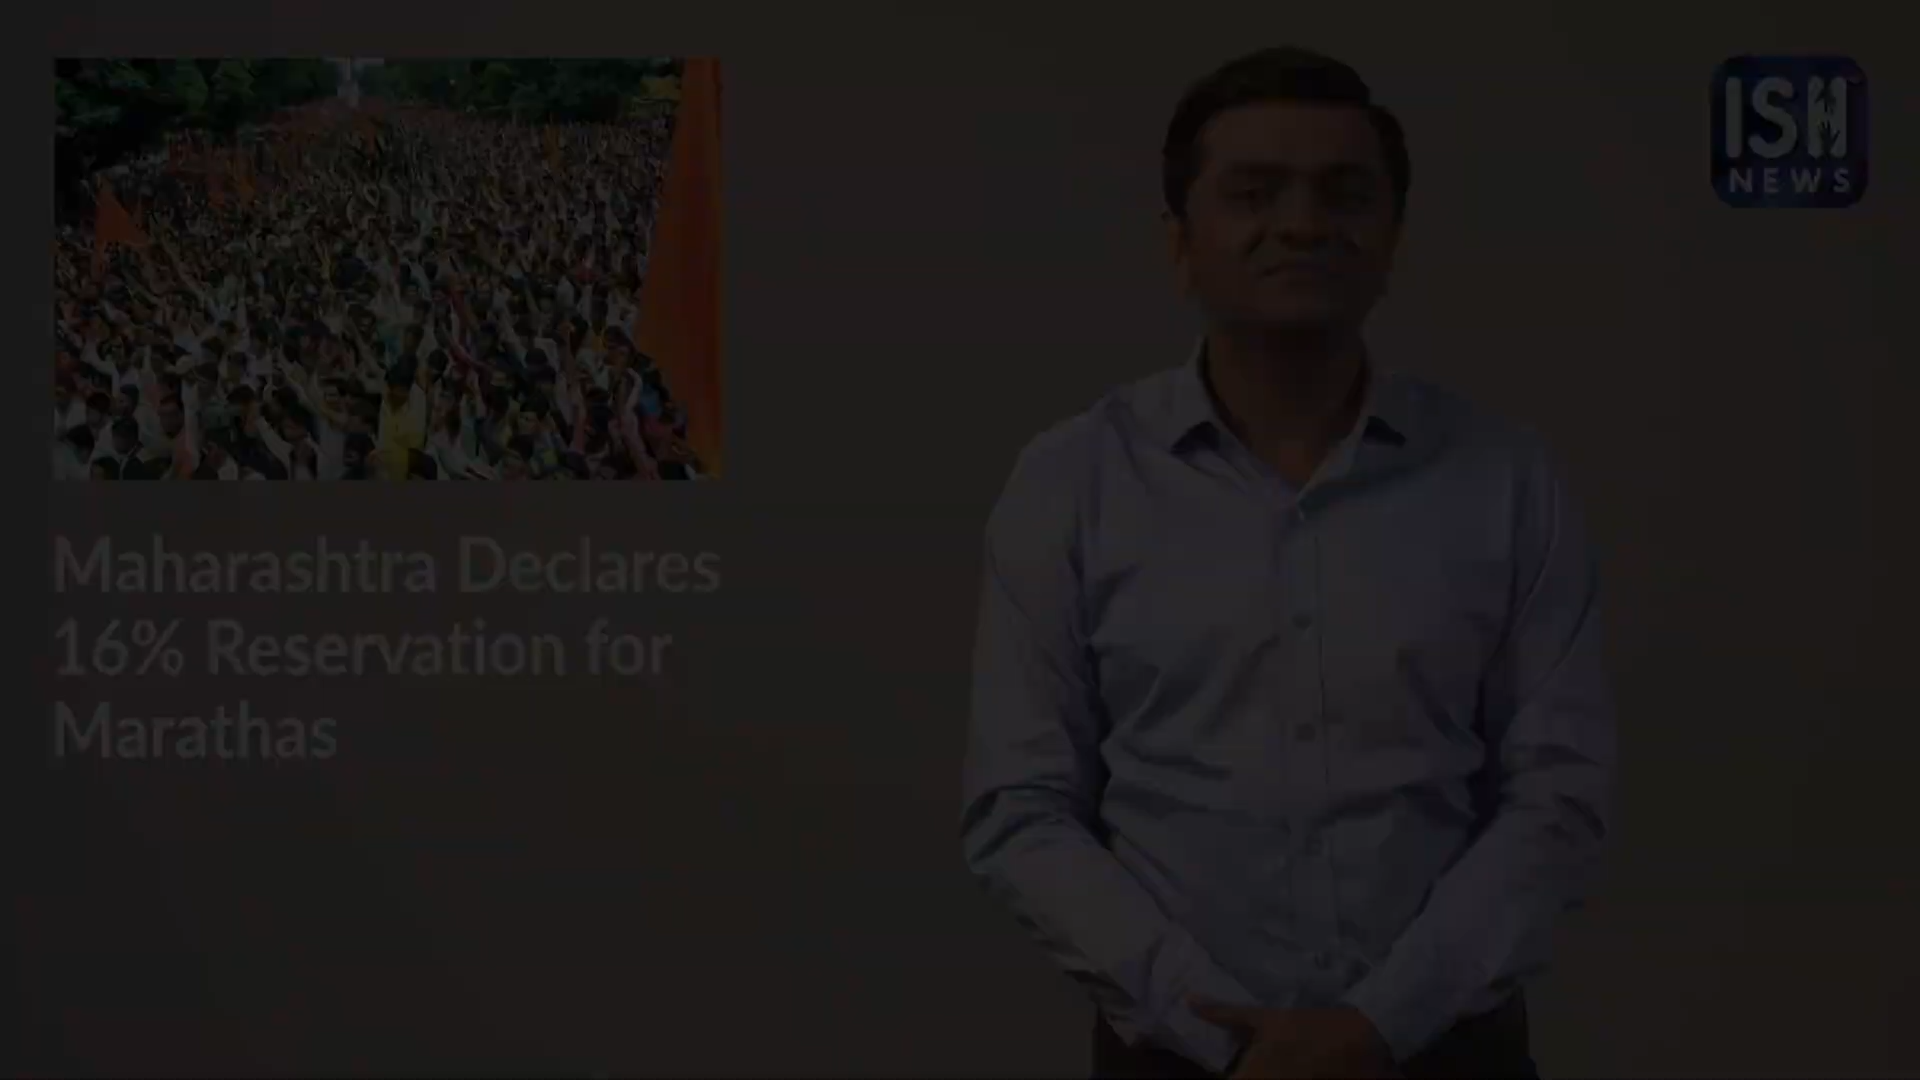 ISH
NEWS
Maharashtra Declares
16% Reservation for
Marathas